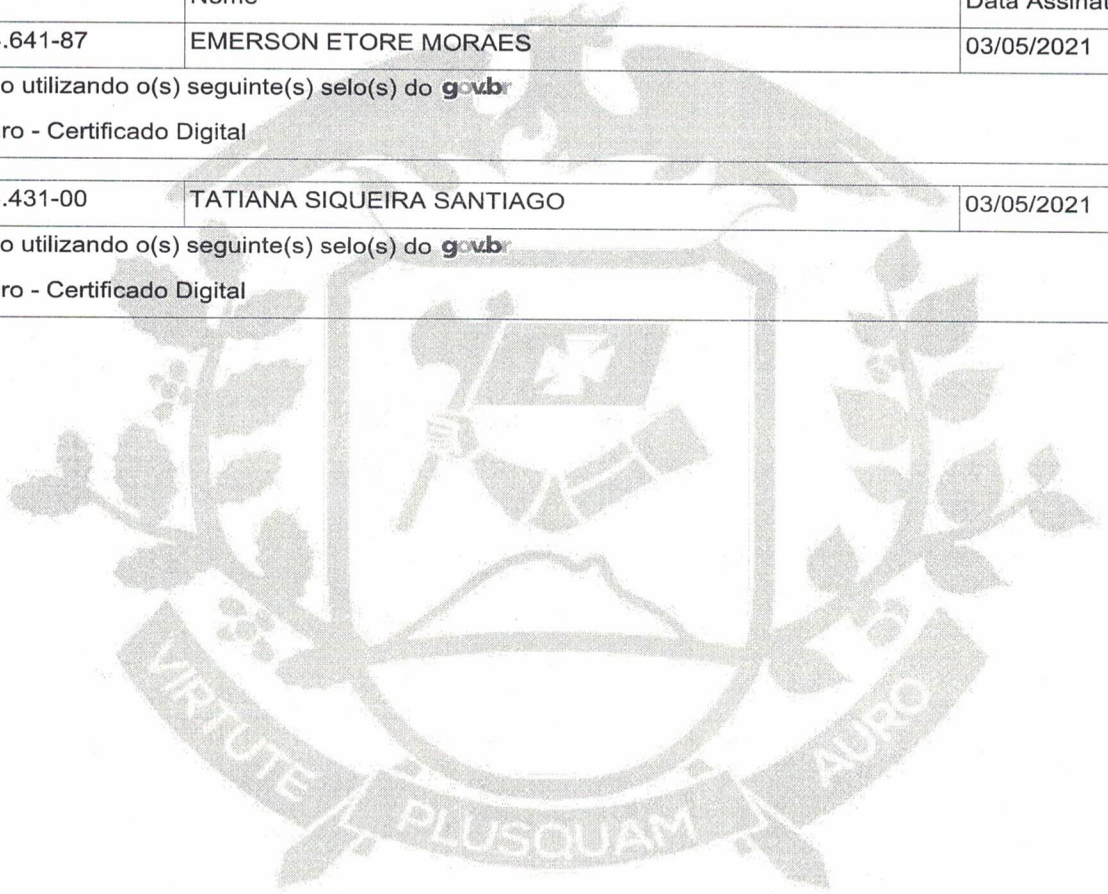 Nome Data Assinat
.641-87 EMERSON ETORE MORAES 03/05/2021
o utilizando o(s) seguinte(s) selo(s) do gov.br
ro - Certificado Digital
.431-00 TATIANA SIQUEIRA SANTIAGO 03/05/2021
o utilizando o(s) seguinte(s) selo(s) do gov.br
ro - Certificado Digital
VIRTUTE PLUSQUAM AURO